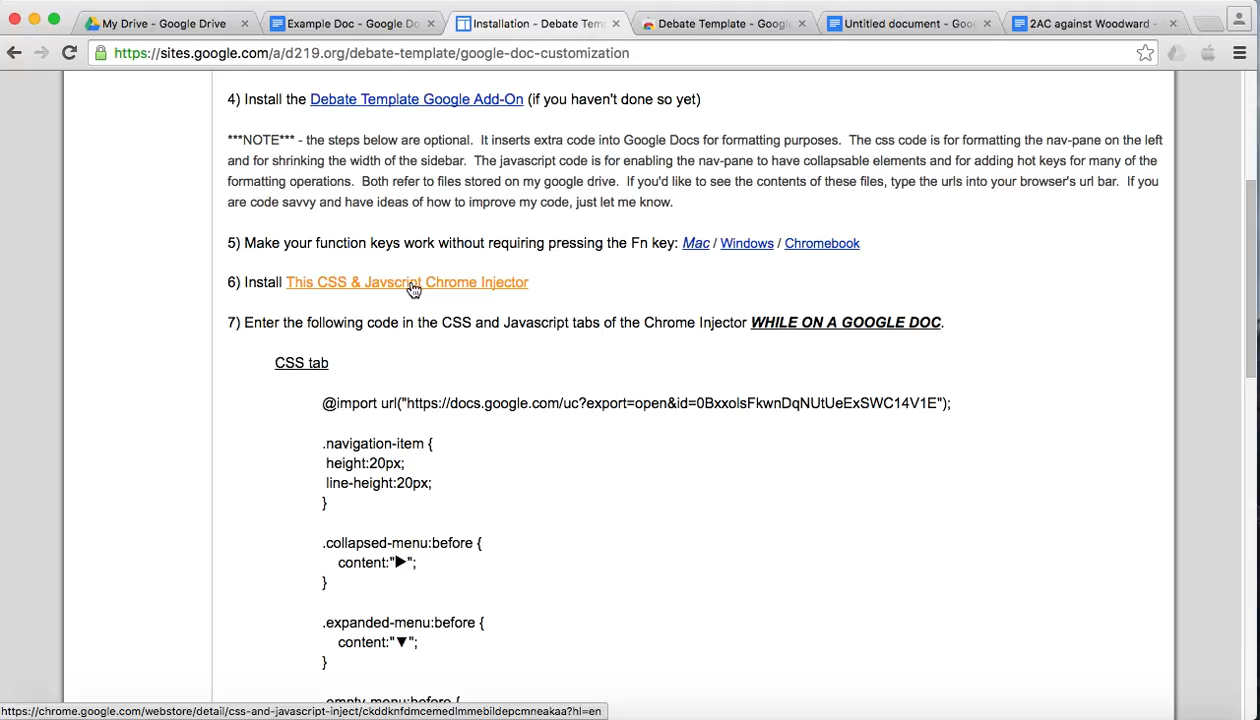 My Drive - Google Drive
Example Doc - Google Do
Installation - Debate Tem
Debate Template - Google
Untitled document - Goo
2AC against Woodward -
https://sites.google.com/a/d219.org/debate-template/google-doc-customization
4) Install the Debate Template Google Add-On (if you haven't done so yet)
***NOTE*** - the steps below are optional. It inserts extra code into Google Docs for formatting purposes. The css code is for formatting the nav-pane on the left
and for shrinking the width of the sidebar. The javascript code is for enabling the nav-pane to have collapsable elements and for adding hot keys for many of the
formatting operations. Both refer to files stored on my google drive. If you'd like to see the contents of these files, type the urls into your browser's url bar. If you
are code savvy and have ideas of how to improve my code, just let me know.
5) Make your function keys work without requiring pressing the Fn key: Mac / Windows / Chromebook
6) Install This CSS & Javscript Chrome Injector
7) Enter the following code in the CSS and Javascript tabs of the Chrome Injector WHILE ON A GOOGLE DOC.
CSS tab
@import url("https://docs.google.com/uc?export=open&id=0BxxolsFkwnDqNUtUeExSWC14V1E");
.navigation-item {
height:20px;
line-height:20px;
}
.collapsed-menu:before {
content:"▶";
}
.expanded-menu:before {
content:"▼";
}
.empty-menu:before {
https://chrome.google.com/webstore/detail/css-and-javascript-inject/ckddknfdmcemedlmmebildepcmneakaa?hl=en